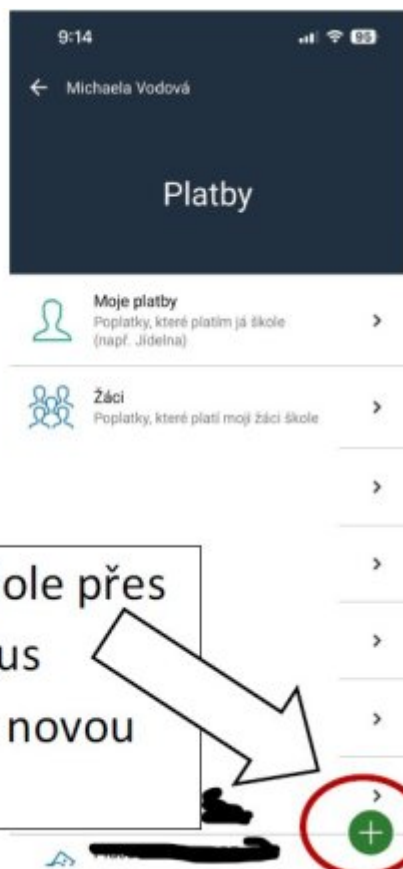 9:14
95
Michaela Vodová
Platby
Moje platby
Poplatky, které platím já škole
(např. Jídelna)
Žáci
Poplatky, které platí moji žáci škole
ole přes
us
novou